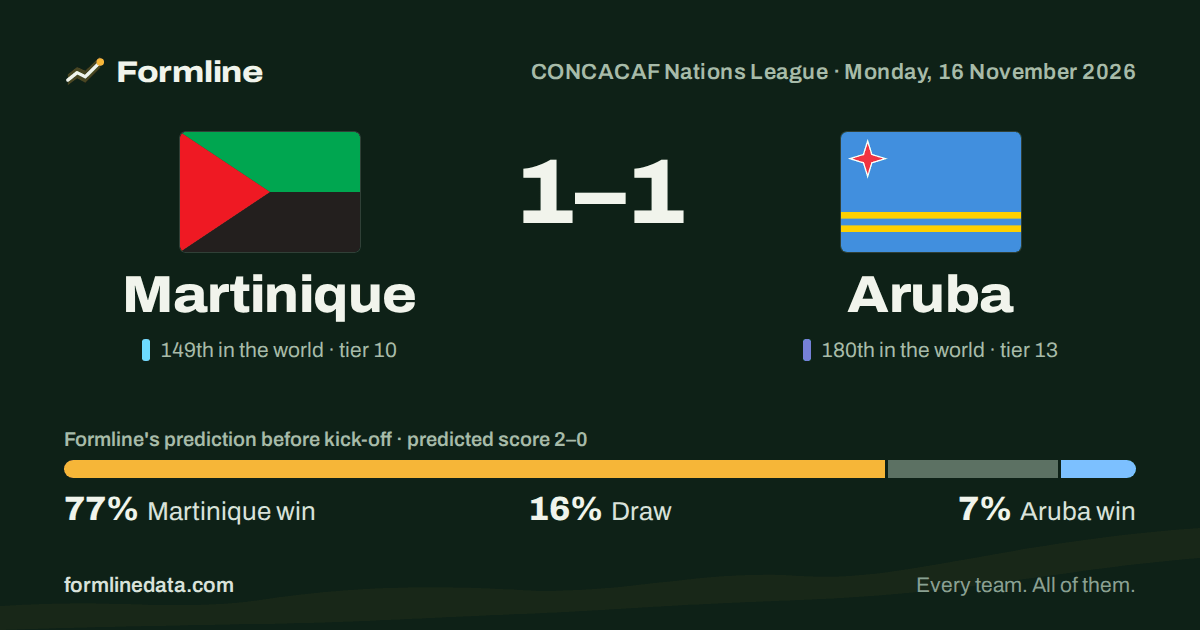 Formline
CONCACAF Nations League · Monday, 16 November 2026
1–1
Martinique
Aruba
149th in the world · tier 10
180th in the world · tier 13
Formline's prediction before kick-off · predicted score 2–0
77% Martinique win
16% Draw
7% Aruba win
formlinedata.com
Every team. All of them.